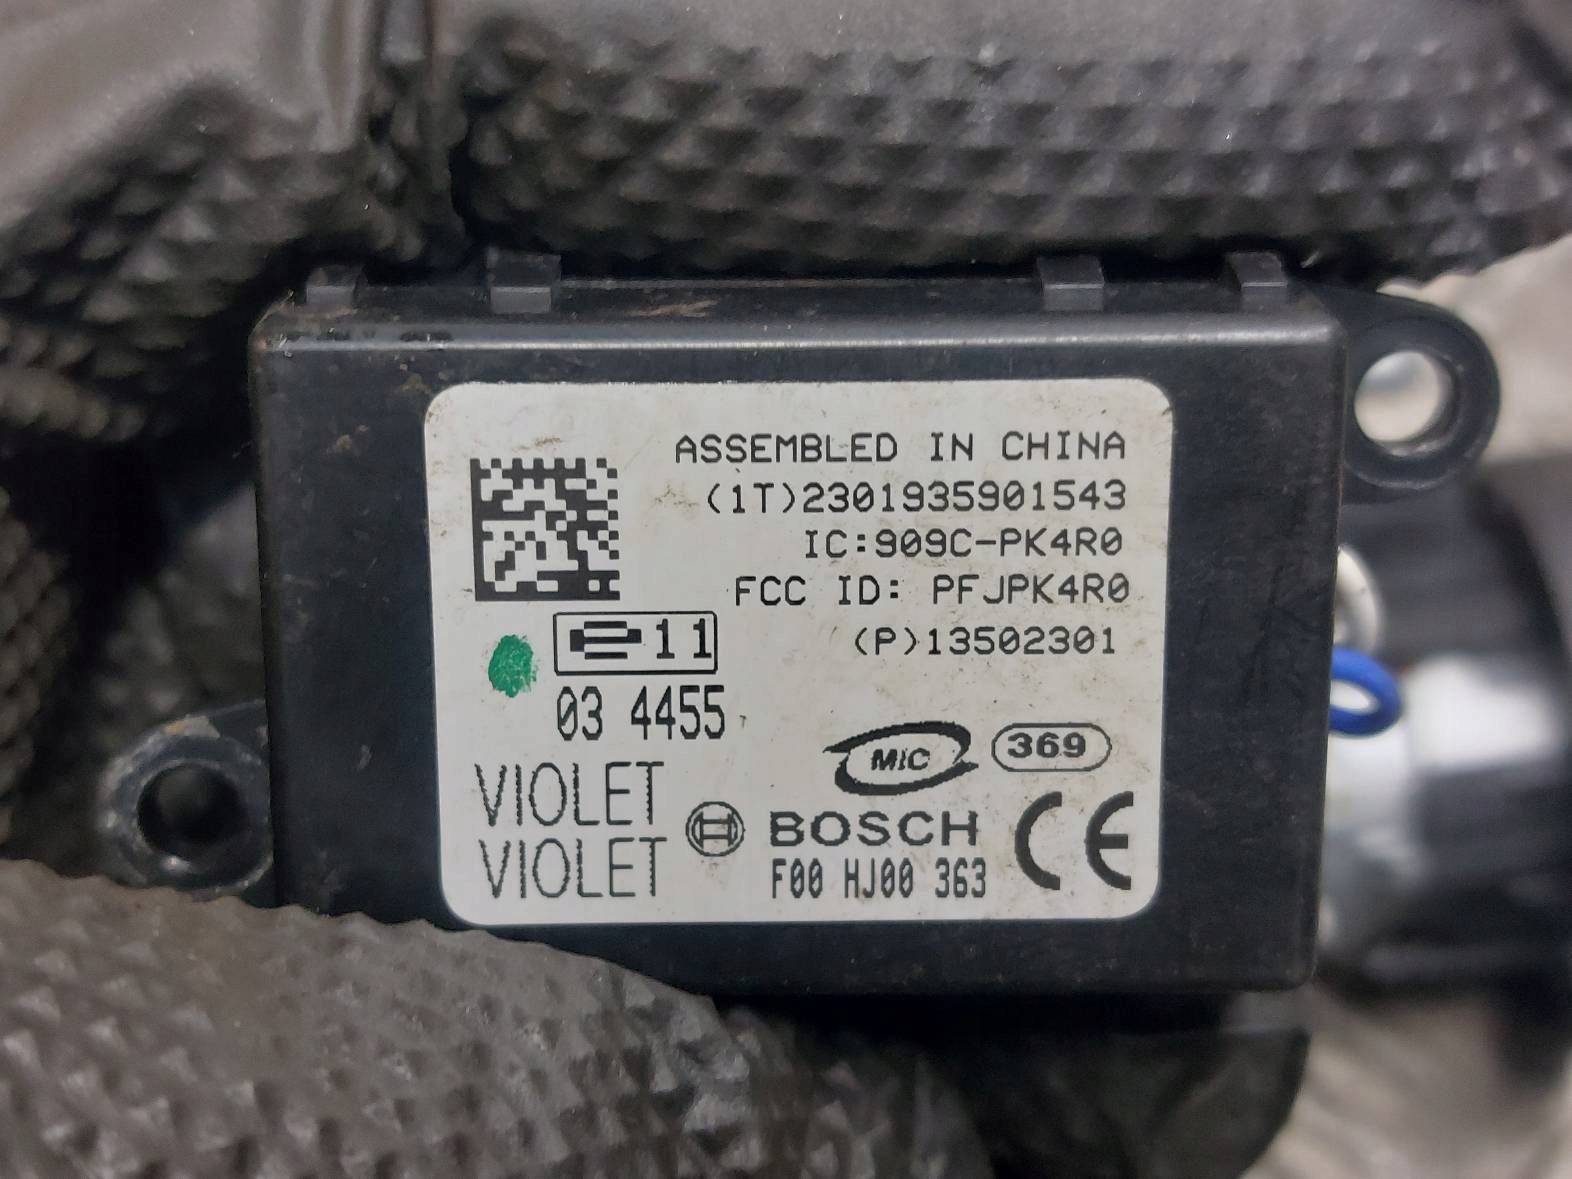 ASSEMBLED IN CHINA
(1T)2301935901543
IC:909C-PK4R0
FCC ID: PFJPK4R0
(P)13502301
e11
03 4455
MIC
369
VIOLET
VIOLET
BOSCH
F00 HJ00 363
CE